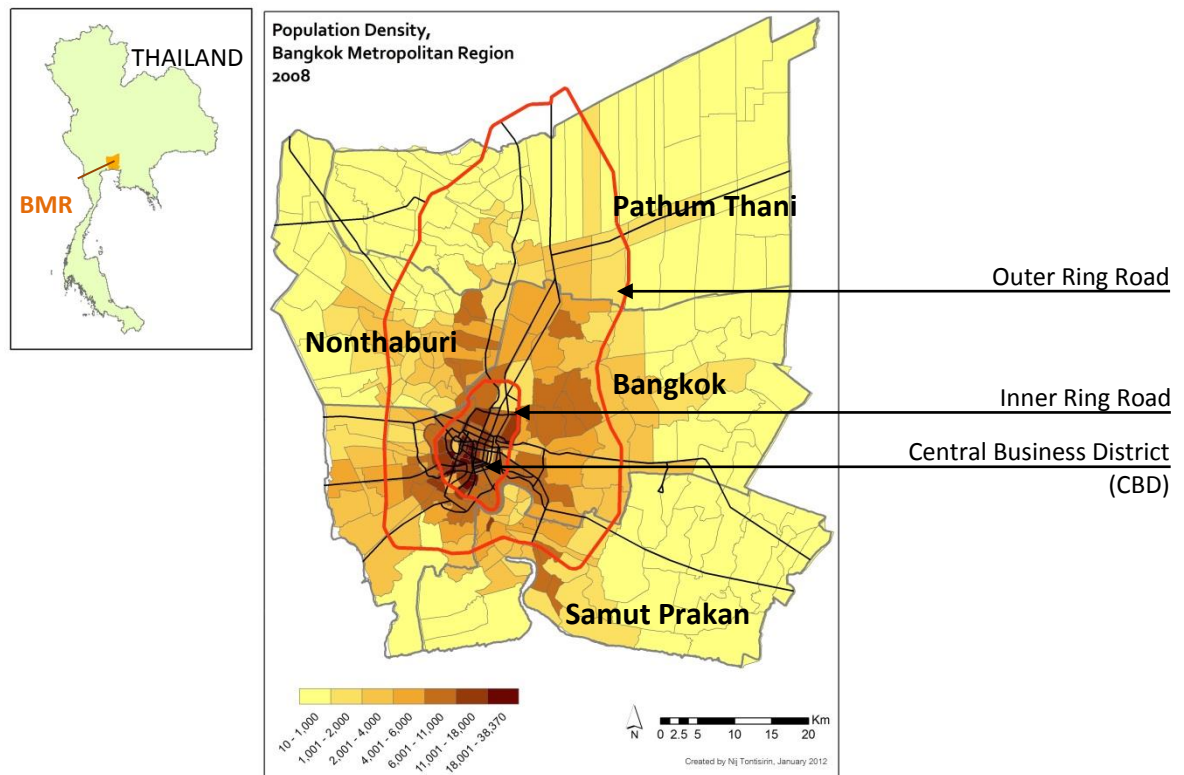 THAILAND
BMR
Population Density,
Bangkok Metropolitan Region
2008
Pathum Thani
Outer Ring Road
Nonthaburi
Bangkok
Inner Ring Road
Central Business District
(CBD)
Samut Prakan
10 - 1,000
1,001 - 2,000
2,001 - 4,000
4,001 - 6,000
6,001 - 11,000
11,001 - 18,000
18,001 - 38,370
N
Km
0 2.5 5 10 15 20
Created by Nij Tontisirin, January 2012